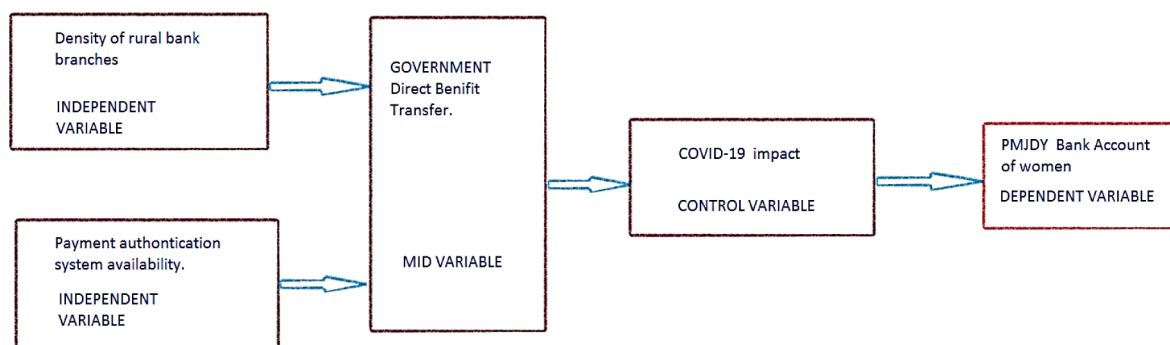 Density of rural bank
branches
INDEPENDENT
VARIABLE
Payment authontication
system availability.
INDEPENDENT
VARIABLE
GOVERNMENT
Direct Benifit
Transfer.
MID VARIABLE
COVID-19 impact
CONTROL VARIABLE
PMJDY Bank Account
of women
DEPENDENT VARIABLE